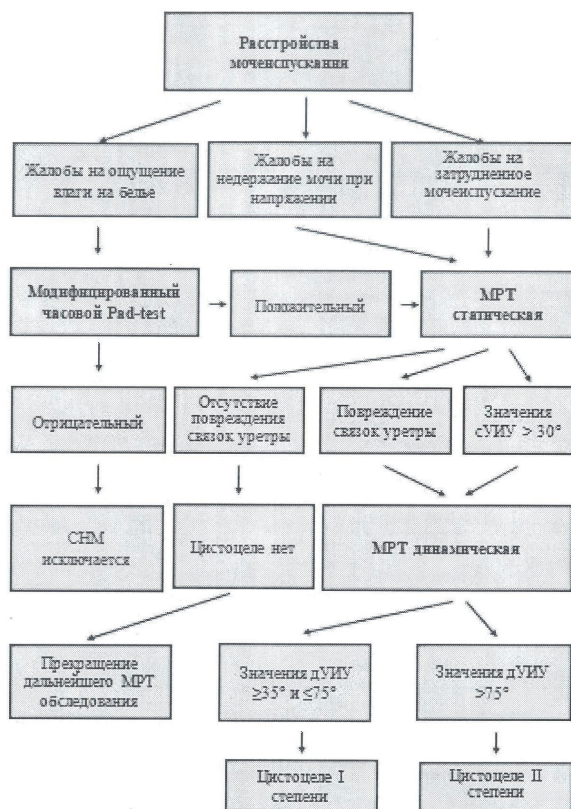 Расстройства
мочеиспускания
Жалобы на ощущение
влаги на белье
Жалобы на
недержание мочи при
напряжении
Жалобы на
затрудненное
мочеиспускание
Модифицированный
часовой Pad-test
Положительный
МРТ
статическая
Отрицательный
Отсутствие
повреждения
связок уретры
Повреждение
связок уретры
Значения
сУИУ > 30°
СНМ
исключается
Цистоцеле нет
МРТ динамическая
Прекращение
дальнейшего МРТ
обследования
Значения дУИУ
≥35° и ≤75°
Значения дУИУ
>75°
Цистоцеле I
степени
Цистоцеле II
степени